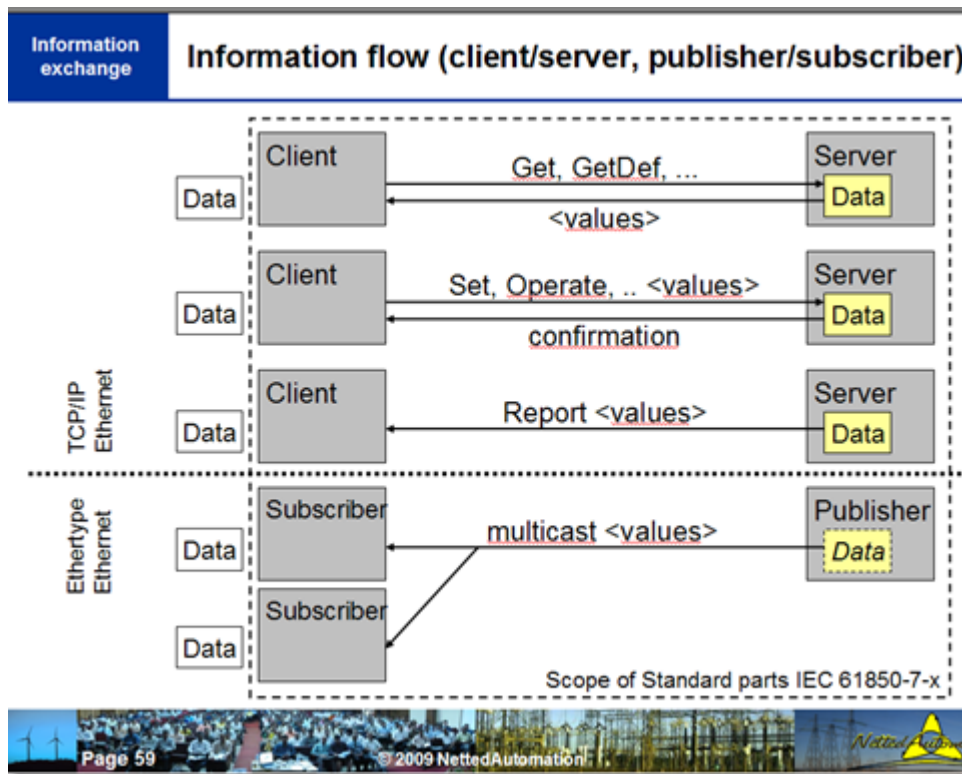 Information
exchange
Information flow (client/server, publisher/subscriber)
Client
Server
Get, GetDef, ...
Data
Data
<values>
Client
Server
Set, Operate, .. <values>
Data
Data
confirmation
TCP/IP
Ethernet
Client
Server
Report <values>
Data
Data
Ethertype
Ethernet
Subscriber
Publisher
multicast <values>
Data
Data
Subscriber
Data
Scope of Standard parts IEC 61850-7-x
Page 59
© 2009 NettedAutomation